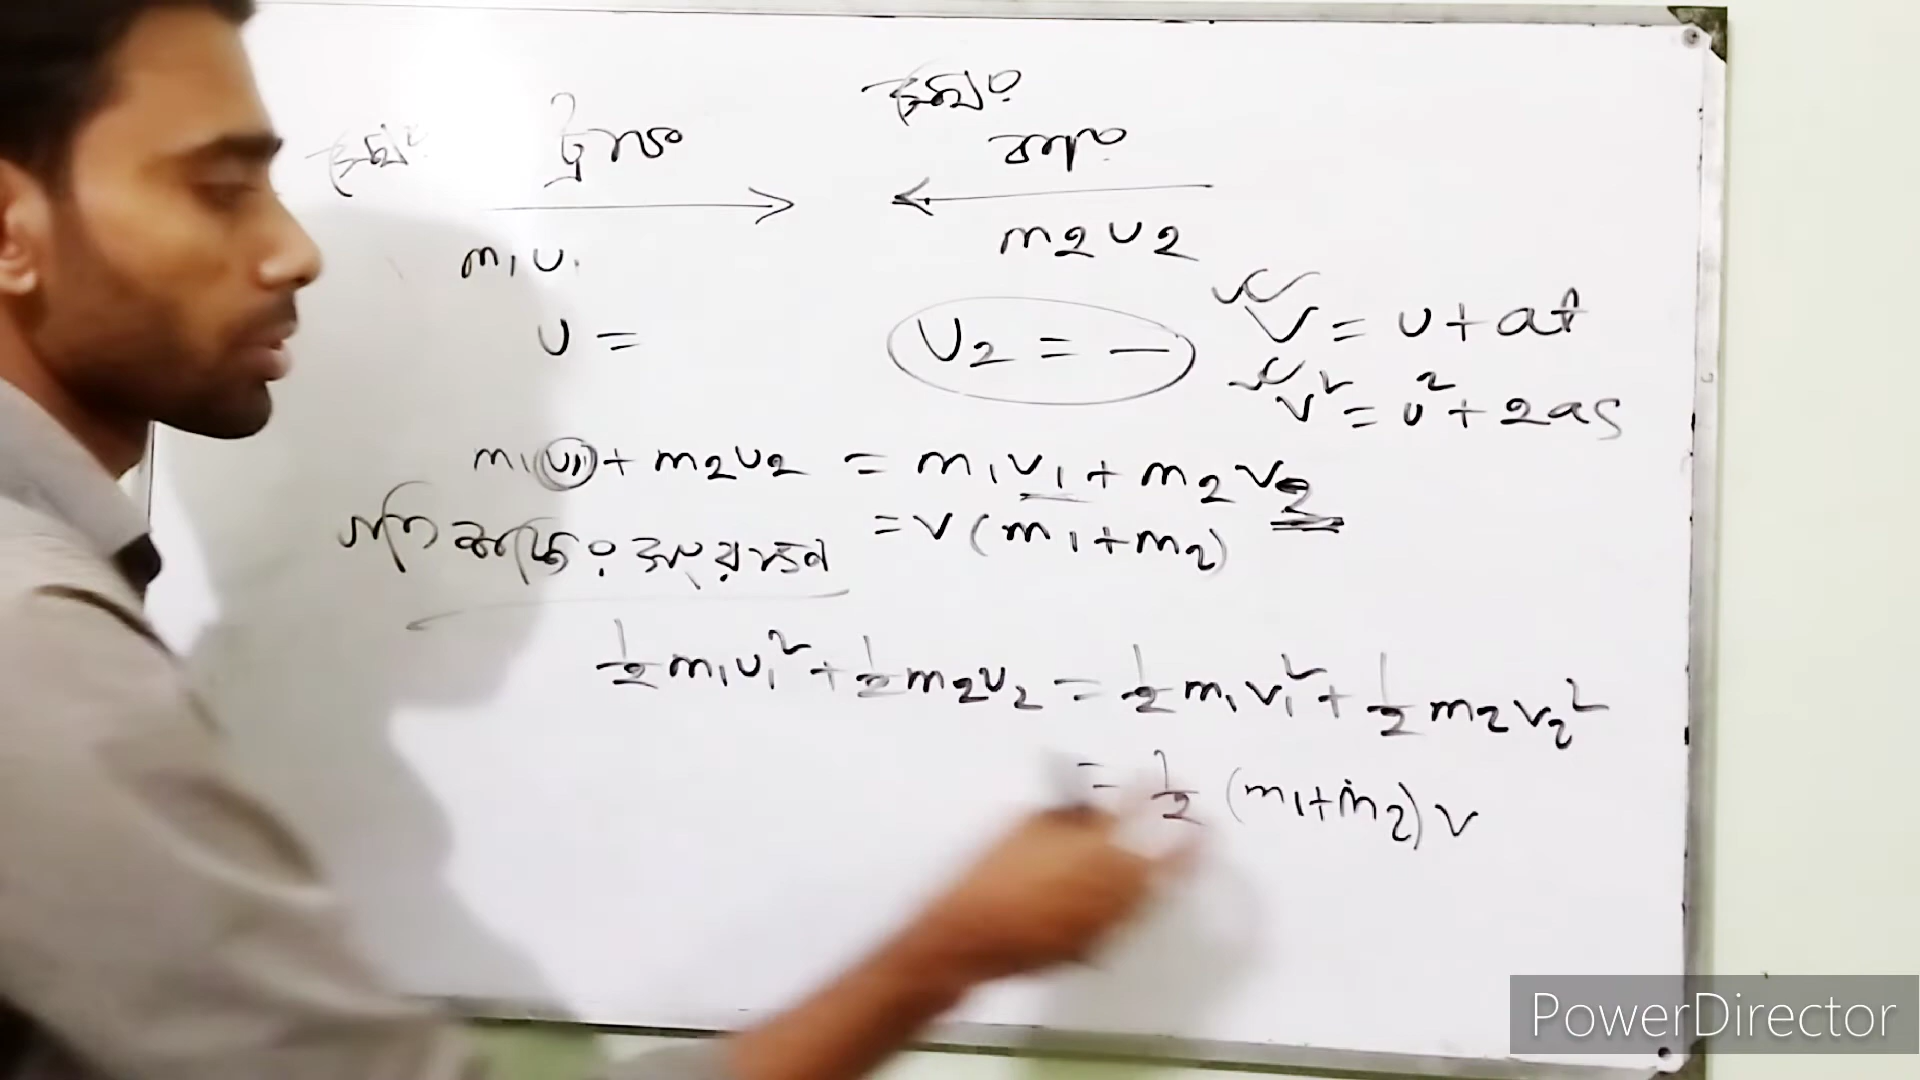 ট্রাক
m₁u₁
m₂u₂
u =
u₂ = −
v = u + at
v² = u² + 2as
m₁u₁ + m₂u₂ = m₁v₁ + m₂v₂
= v(m₁+m₂)
½m₁u₁² + ½m₂u₂ = ½m₁v₁² + ½m₂v₂²
= ½(m₁+m₂)v
PowerDirector